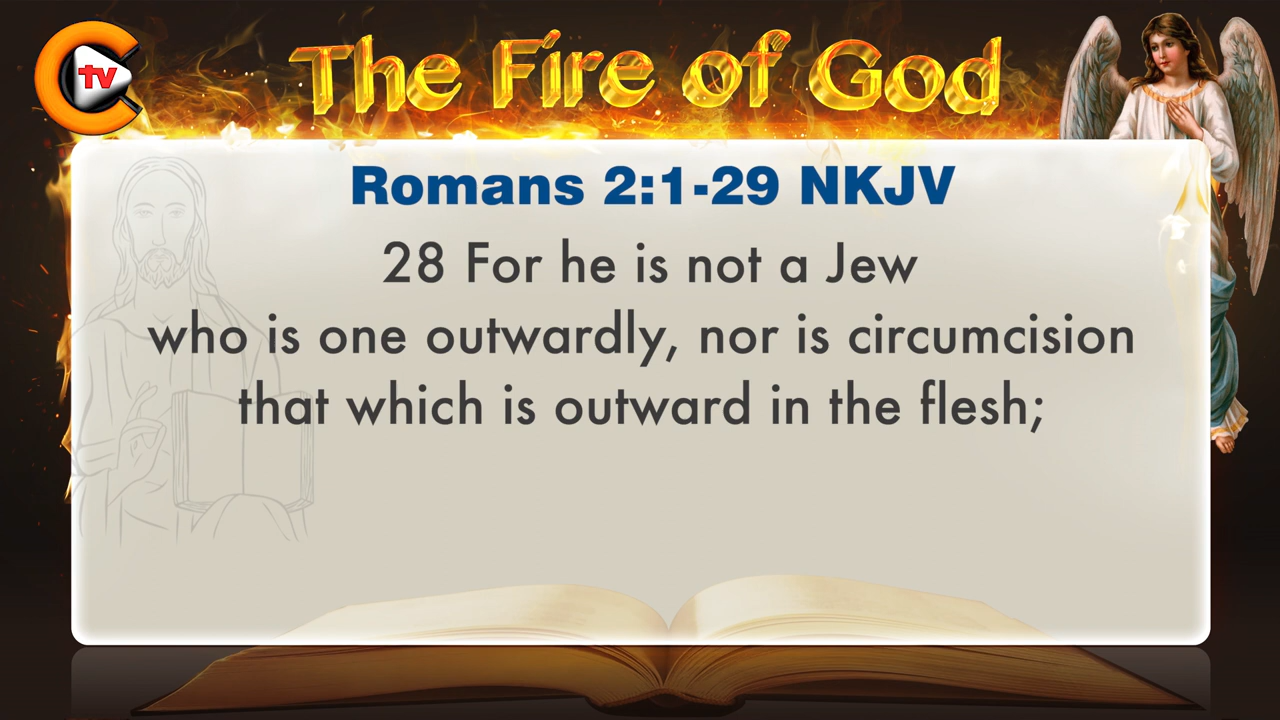 tv
The Fire of God
Romans 2:1-29 NKJV
28 For he is not a Jew
who is one outwardly, nor is circumcision
that which is outward in the flesh;